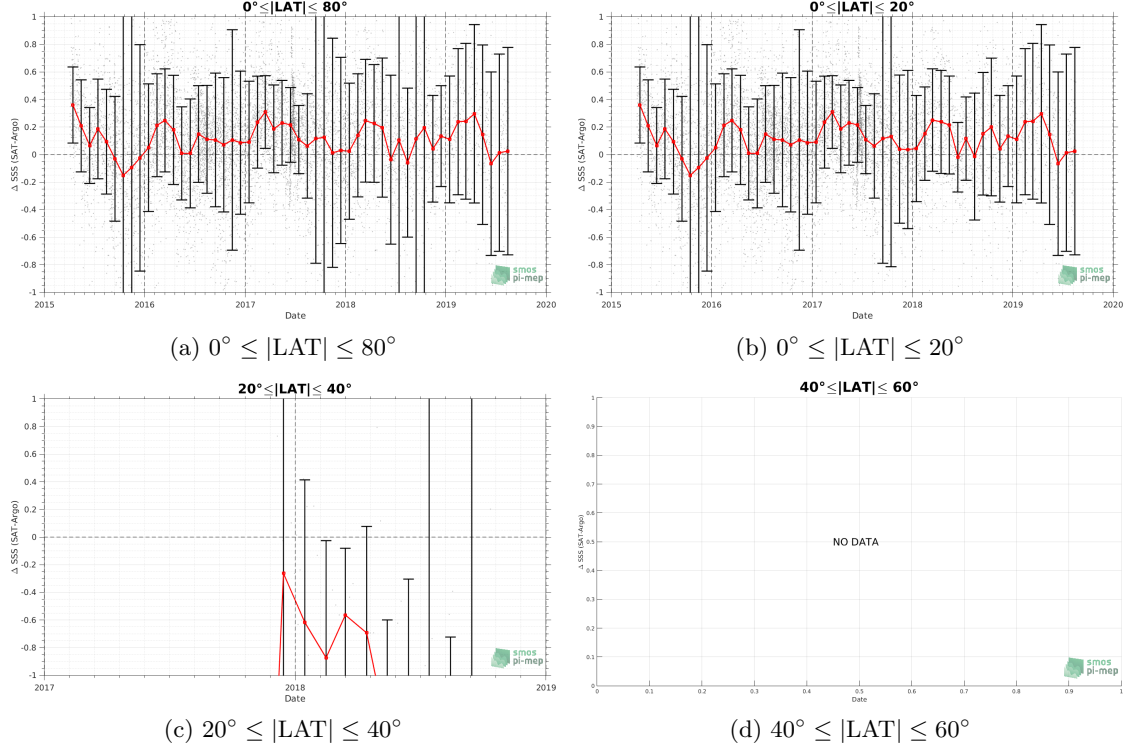 0°≤|LAT|≤ 80°
1
0.8
0.6
0.4
0.2
0
-0.2
-0.4
-0.6
-0.8
-1
Δ SSS (SAT-Argo)
2015 2016 2017 2018 2019 2020
Date
smos
pi-mep
(a) 0° ≤ |LAT| ≤ 80°
0°≤|LAT|≤ 20°
1
0.8
0.6
0.4
0.2
0
-0.2
-0.4
-0.6
-0.8
-1
Δ SSS (SAT-Argo)
2015 2016 2017 2018 2019 2020
Date
smos
pi-mep
(b) 0° ≤ |LAT| ≤ 20°
20°≤|LAT|≤ 40°
1
0.8
0.6
0.4
0.2
0
-0.2
-0.4
-0.6
-0.8
-1
Δ SSS (SAT-Argo)
2017 2018 2019
Date
smos
pi-mep
(c) 20° ≤ |LAT| ≤ 40°
40°≤|LAT|≤ 60°
1
0.9
0.8
0.7
0.6
0.5
0.4
0.3
0.2
0.1
0
Δ SSS (SAT-Argo)
NO DATA
0 0.1 0.2 0.3 0.4 0.5 0.6 0.7 0.8 0.9 1
Date
smos
pi-mep
(d) 40° ≤ |LAT| ≤ 60°